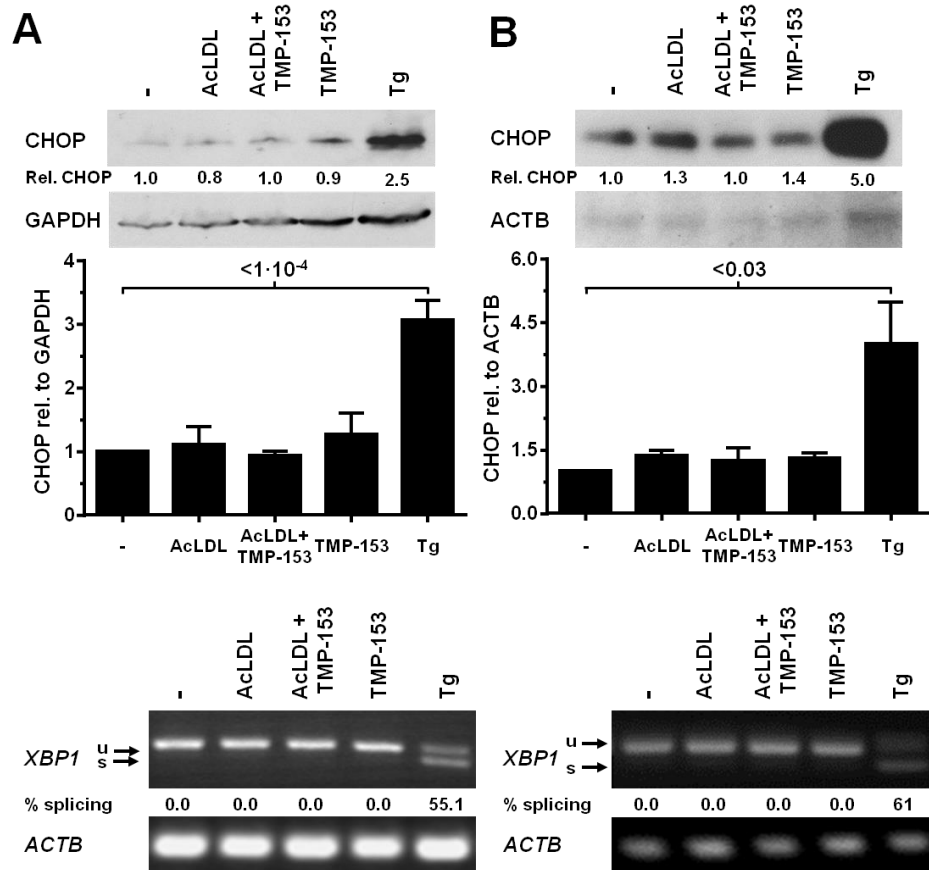 A
-
AcLDL
AcLDL +
TMP-153
TMP-153
Tg
CHOP
Rel. CHOP 1.0 0.8 1.0 0.9 2.5
GAPDH
<1·10-4
CHOP rel. to GAPDH
4
3
2
1
0
- AcLDL AcLDL+ TMP-153 Tg
TMP-153
-
AcLDL
AcLDL +
TMP-153
TMP-153
Tg
u
XBP1
s
% splicing 0.0 0.0 0.0 0.0 55.1
ACTB
B
-
AcLDL
AcLDL +
TMP-153
TMP-153
Tg
CHOP
Rel. CHOP 1.0 1.3 1.0 1.4 5.0
ACTB
<0.03
CHOP rel. to ACTB
6.0
4.5
3.0
1.5
0.0
- AcLDL AcLDL+ TMP-153 Tg
TMP-153
-
AcLDL
AcLDL +
TMP-153
TMP-153
Tg
u
XBP1
s
% splicing 0.0 0.0 0.0 0.0 61
ACTB